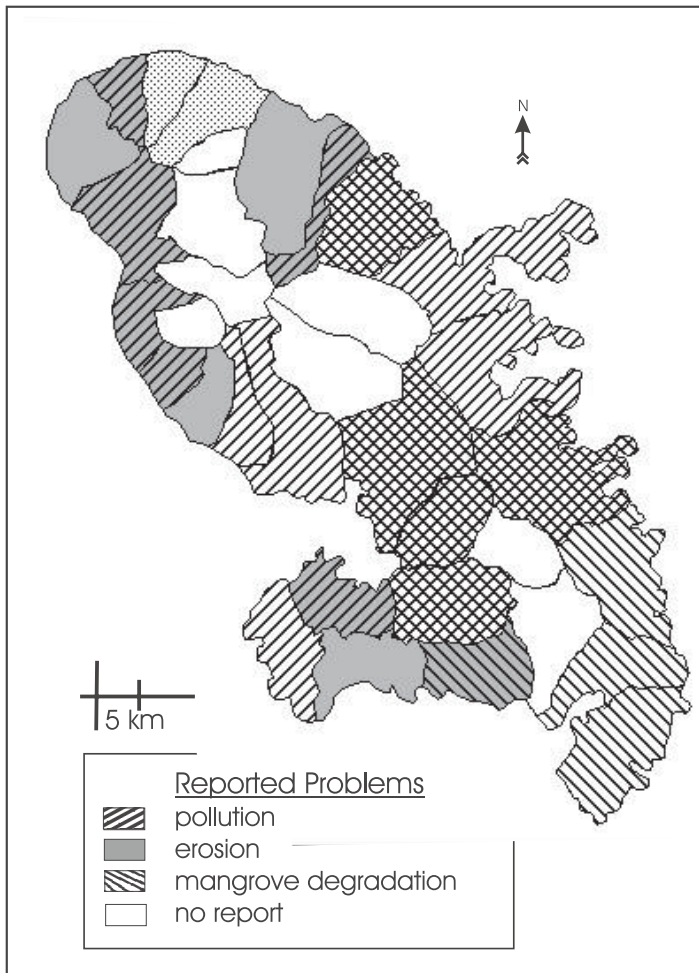 N
5 km
Reported Problems
pollution
erosion
mangrove degradation
no report